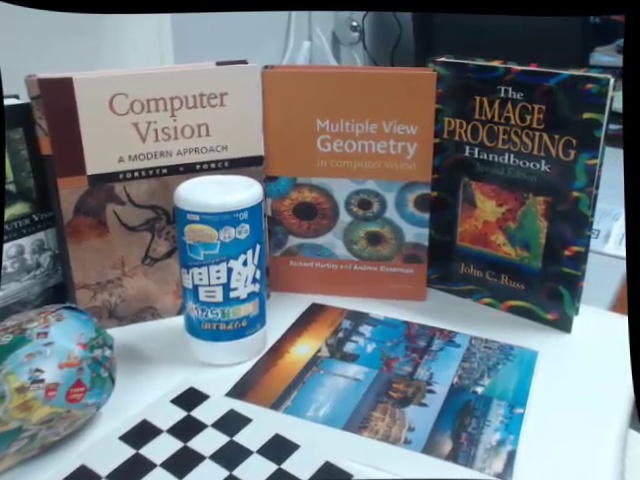 Computer
Vision
A MODERN APPROACH
FORSYTH • PONCE
Multiple View
Geometry
in computer vision
Richard Hartley and Andrew Zisserman
The
IMAGE
PROCESSING
Handbook
Second Edition
John C. Russ
80